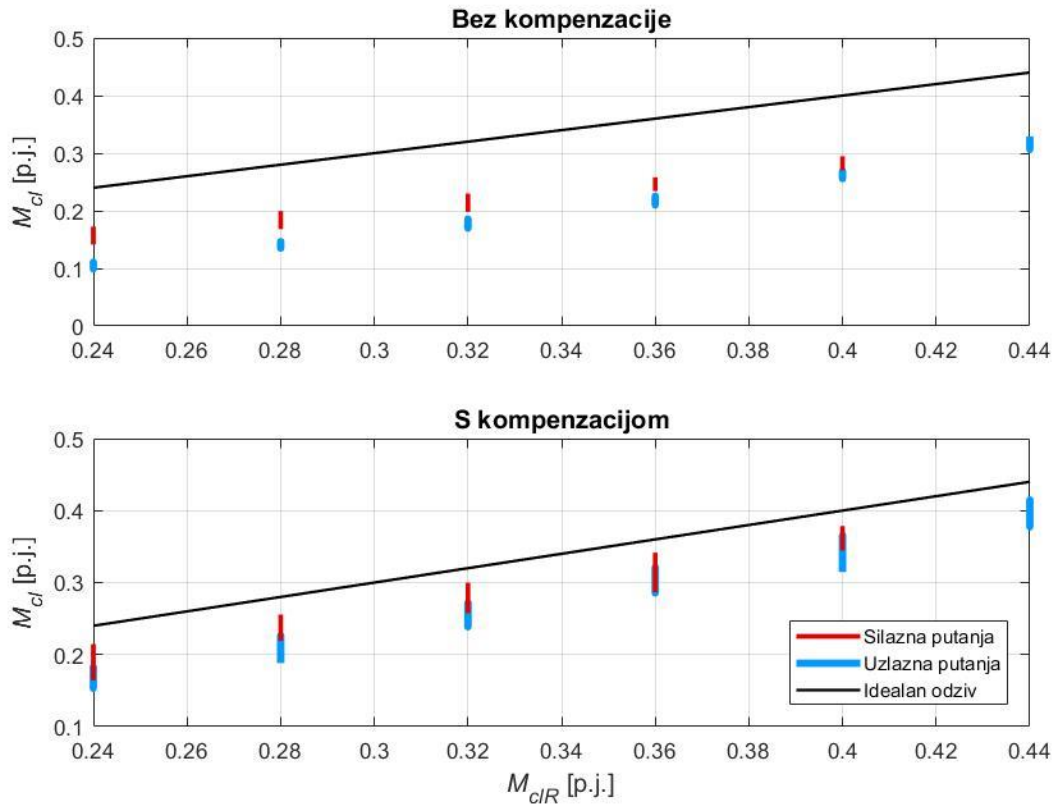 Bez kompenzacije
0.5
0.4
0.3
0.2
0.1
0
M_cl [p.j.]
0.24 0.26 0.28 0.3 0.32 0.34 0.36 0.38 0.4 0.42 0.44
S kompenzacijom
0.5
0.4
0.3
0.2
0.1
M_cl [p.j.]
Silazna putanja
Uzlazna putanja
Idealan odziv
0.24 0.26 0.28 0.3 0.32 0.34 0.36 0.38 0.4 0.42 0.44
M_clR [p.j.]